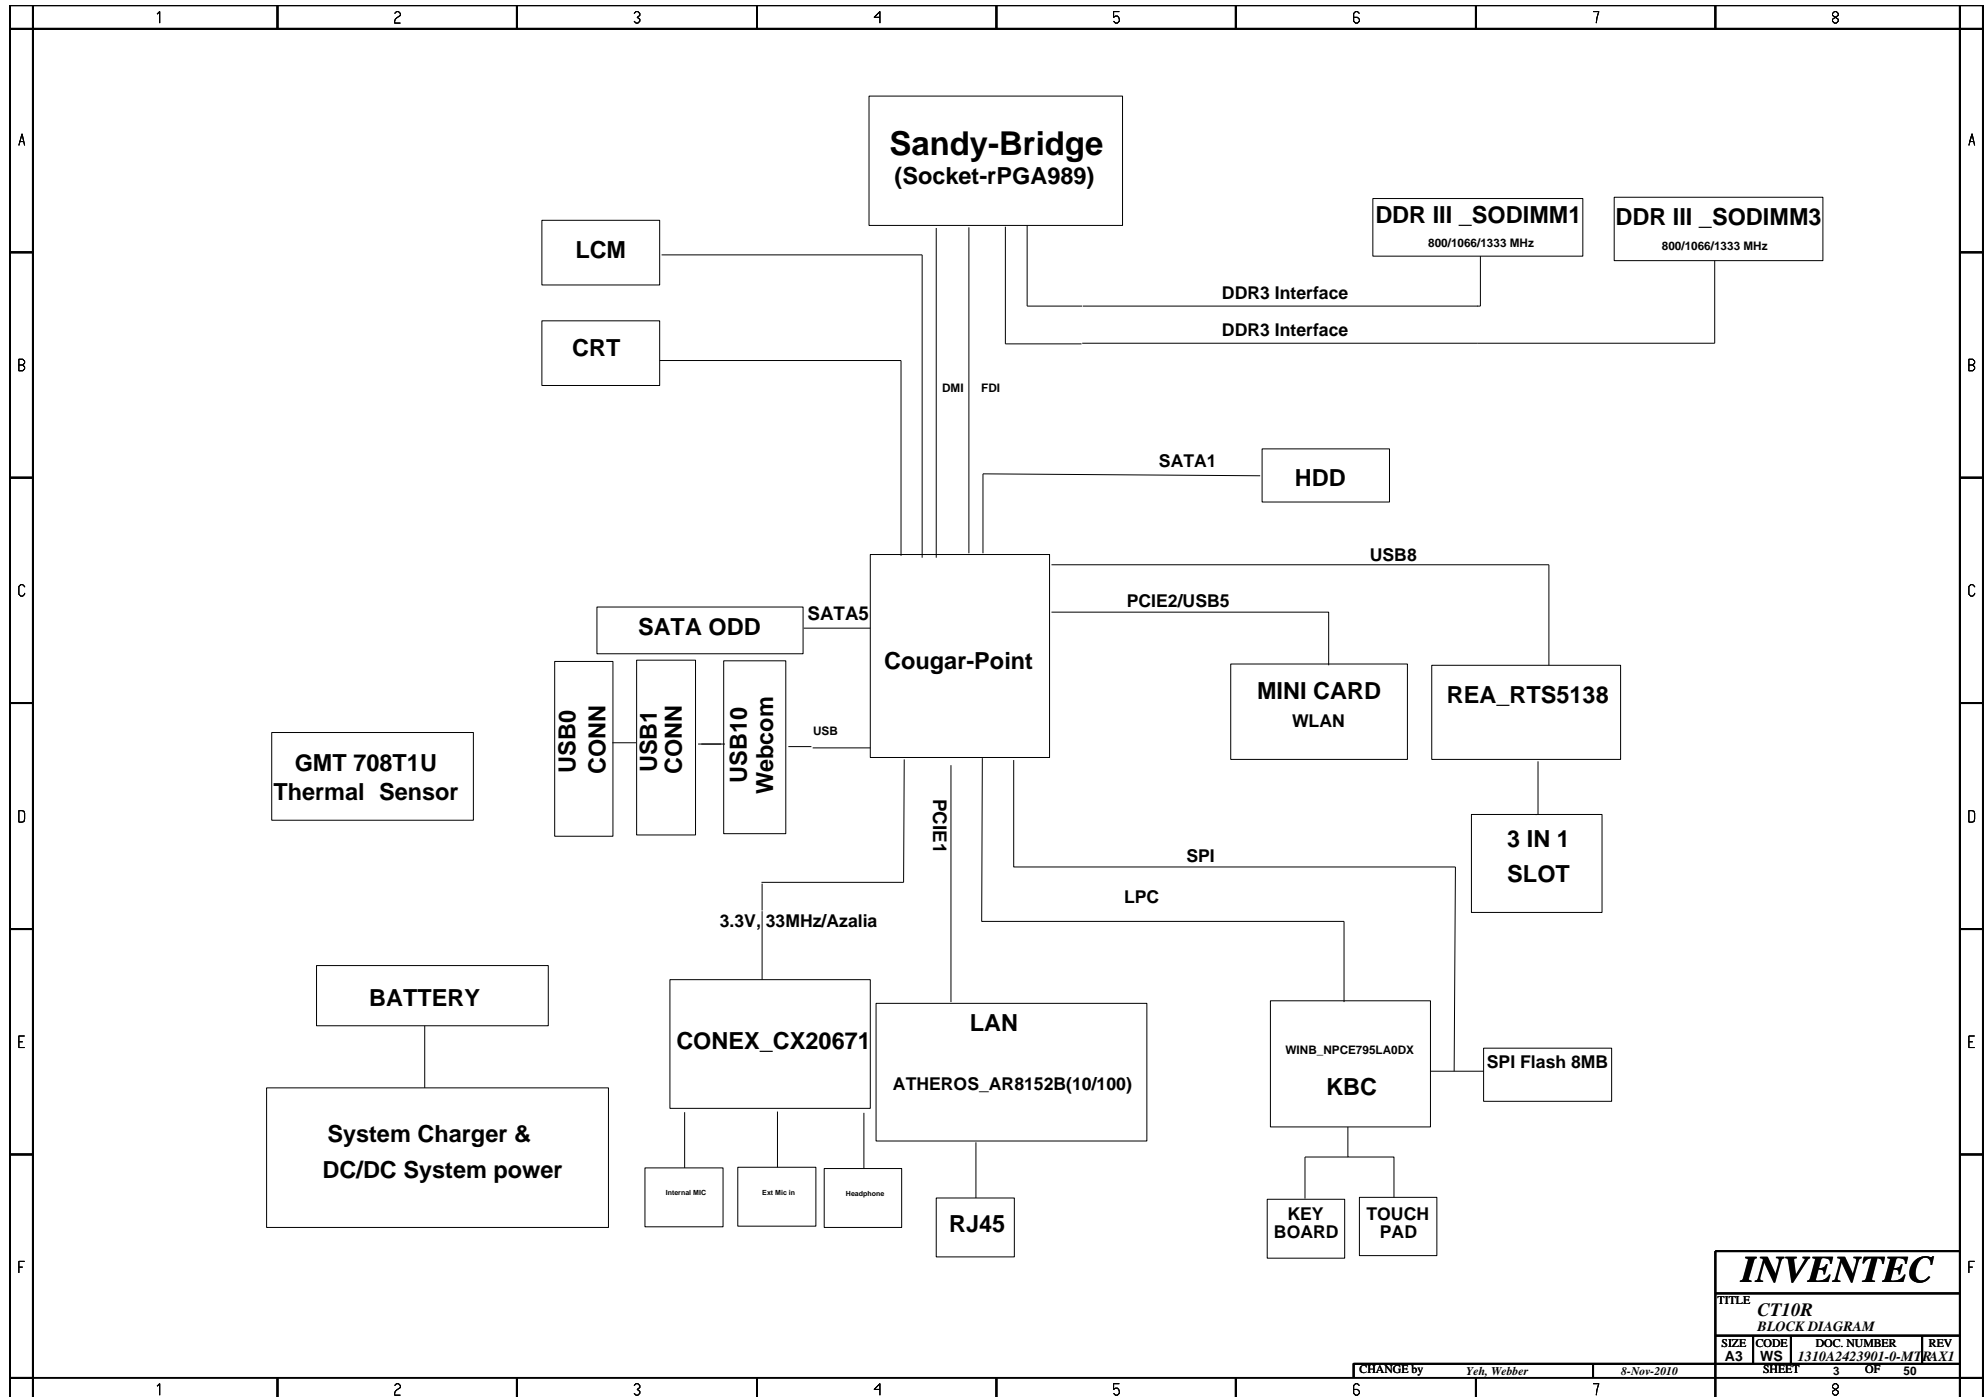 1 2 3 4 5 6 7 8
A A
Sandy-Bridge
(Socket-rPGA989)
DDR III _SODIMM1
800/1066/1333 MHz
DDR III _SODIMM3
800/1066/1333 MHz
LCM
DDR3 Interface
DDR3 Interface
CRT
B B
DMI FDI
SATA1
HDD
USB8
C C
PCIE2/USB5
SATA5
SATA ODD
Cougar-Point
MINI CARD
WLAN
REA_RTS5138
USB0
CONN
USB1
CONN
USB10
Webcom
USB
GMT 708T1U
Thermal Sensor
D D
PCIE1
3 IN 1
SLOT
SPI
LPC
3.3V, 33MHz/Azalia
BATTERY
CONEX_CX20671
LAN
ATHEROS_AR8152B(10/100)
E E
WINB_NPCE795LA0DX
KBC
SPI Flash 8MB
System Charger &
DC/DC System power
Internal MIC
Ext Mic in
Headphone
RJ45
KEY
BOARD
TOUCH
PAD
F F
INVENTEC
TITLE
CT10R
BLOCK DIAGRAM
SIZE CODE DOC. NUMBER REV
A3 WS 1310A2423901-0-MTR AX1
CHANGE by Yeh, Webber 8-Nov-2010 SHEET 3 OF 50
1 2 3 4 5 6 7 8